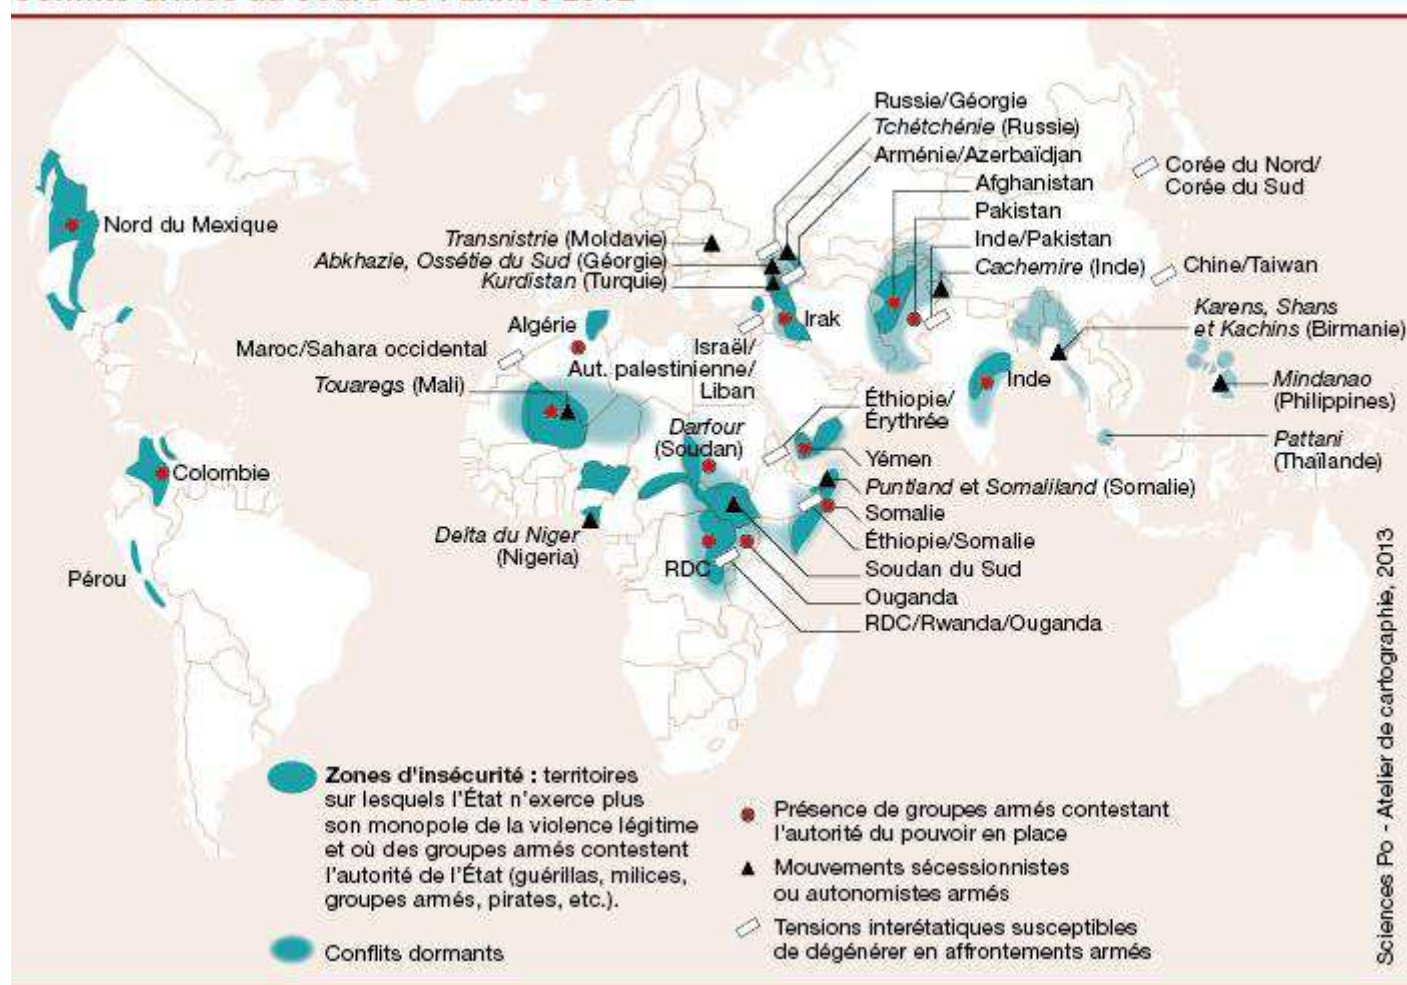 Russie/Géorgie
Tchétchénie (Russie)
Arménie/Azerbaïdjan
Afghanistan
Pakistan
Inde/Pakistan
Cachemire (Inde)
Corée du Nord/
Corée du Sud
Chine/Taiwan
Nord du Mexique
Transnistrie (Moldavie)
Abkhazie, Ossétie du Sud (Géorgie)
Kurdistan (Turquie)
Karens, Shans
et Kachins (Birmanie)
Algérie
Irak
Maroc/Sahara occidental
Israël/
Aut. palestinienne/
Liban
Touaregs (Mali)
Inde
Mindanao
(Philippines)
Éthiopie/
Érythrée
Darfour
(Soudan)
Pattani
(Thaïlande)
Colombie
Yémen
Puntland et Somaliland (Somalie)
Somalie
Delta du Niger
(Nigeria)
Éthiopie/Somalie
Pérou
RDC
Soudan du Sud
Ouganda
RDC/Rwanda/Ouganda
Zones d'insécurité : territoires
sur lesquels l'État n'exerce plus
son monopole de la violence légitime
et où des groupes armés contestent
l'autorité de l'État (guérillas, milices,
groupes armés, pirates, etc.).
Conflits dormants
Présence de groupes armés contestant
l'autorité du pouvoir en place
Mouvements sécessionnistes
ou autonomistes armés
Tensions interétatiques susceptibles
de dégénérer en affrontements armés
Sciences Po - Atelier de cartographie, 2013